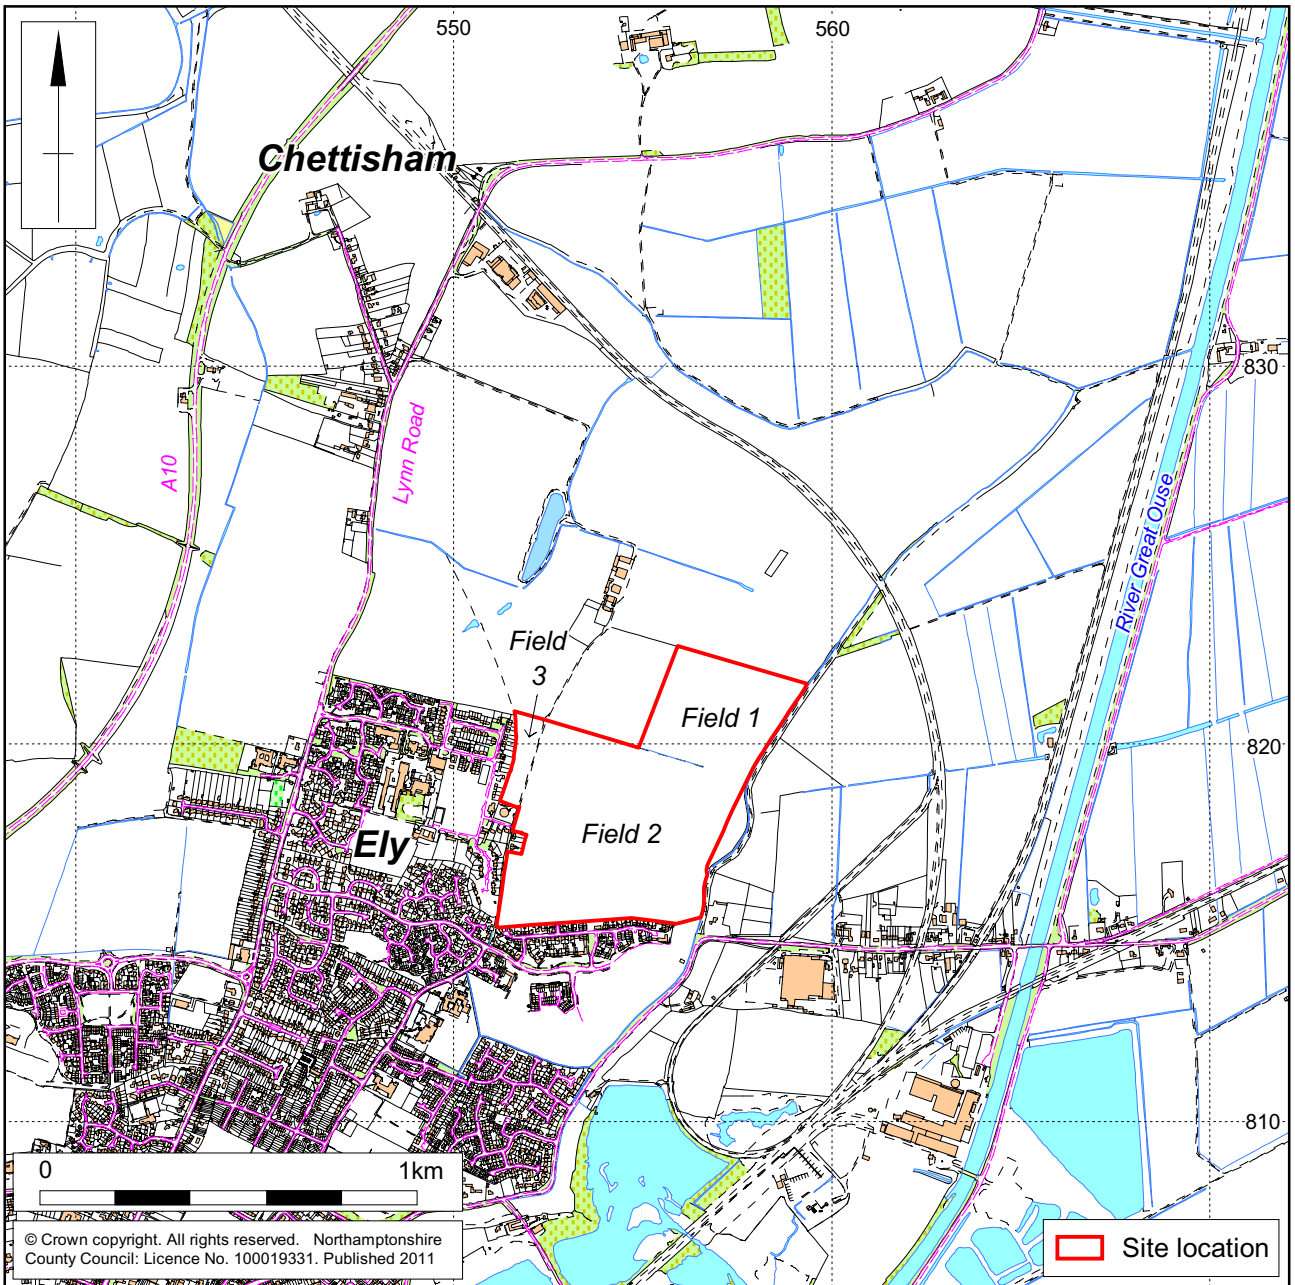 550
560
Chettisham
830
A10
Lynn Road
River Great Ouse
Field
3
Field 1
820
Field 2
Ely
810
0
1km
© Crown copyright. All rights reserved. Northamptonshire
County Council: Licence No. 100019331. Published 2011
Site location